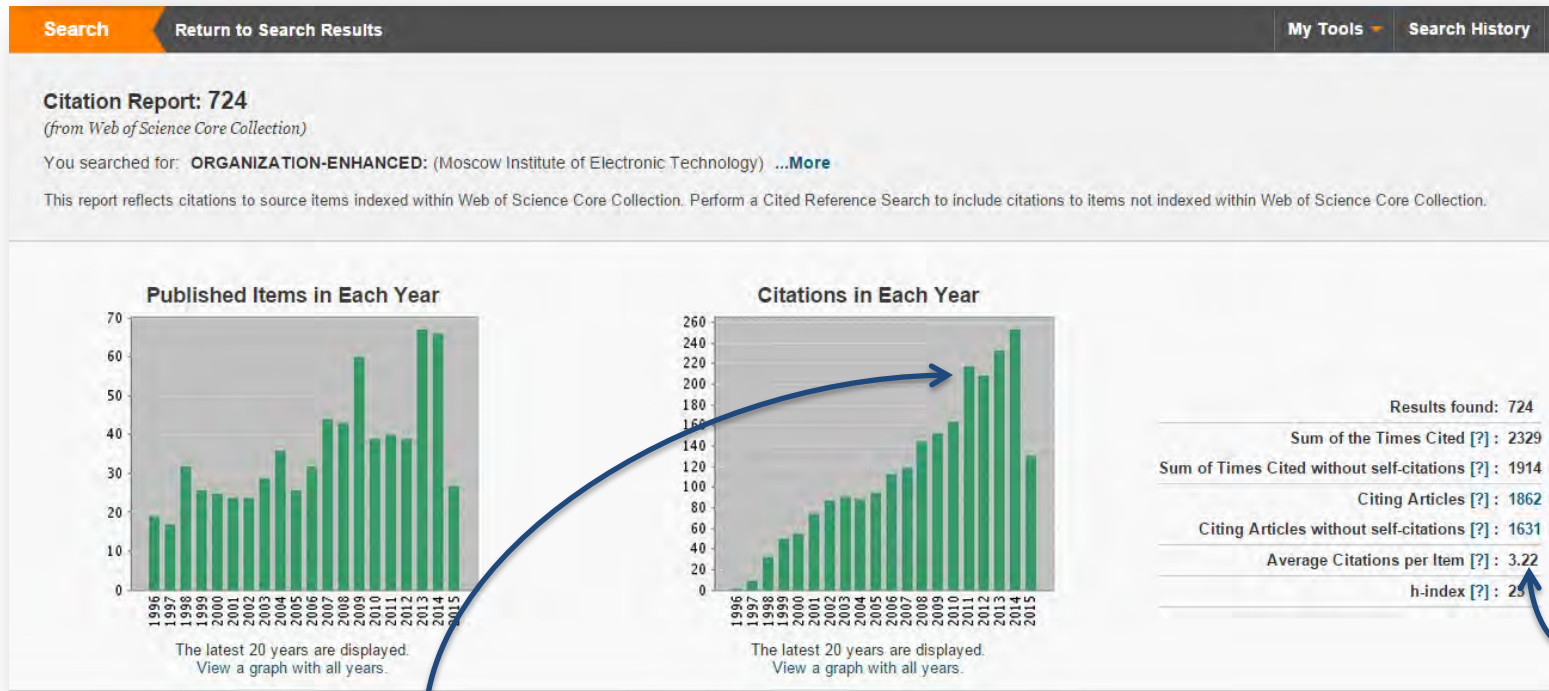 Search Return to Search Results My Tools Search History
Citation Report: 724
(from Web of Science Core Collection)
You searched for: ORGANIZATION-ENHANCED: (Moscow Institute of Electronic Technology) ...More
This report reflects citations to source items indexed within Web of Science Core Collection. Perform a Cited Reference Search to include citations to items not indexed within Web of Science Core Collection.
Published Items in Each Year
70
60
50
40
30
20
10
0
1996 1997 1998 1999 2000 2001 2002 2003 2004 2005 2006 2007 2008 2009 2010 2011 2012 2013 2014 2015
The latest 20 years are displayed.
View a graph with all years.
Citations in Each Year
260
240
220
200
180
160
140
120
100
80
60
40
20
0
1996 1997 1998 1999 2000 2001 2002 2003 2004 2005 2006 2007 2008 2009 2010 2011 2012 2013 2014 2015
The latest 20 years are displayed.
View a graph with all years.
Results found: 724
Sum of the Times Cited [?] : 2329
Sum of Times Cited without self-citations [?] : 1914
Citing Articles [?] : 1862
Citing Articles without self-citations [?] : 1631
Average Citations per Item [?] : 3.22
h-index [?] :